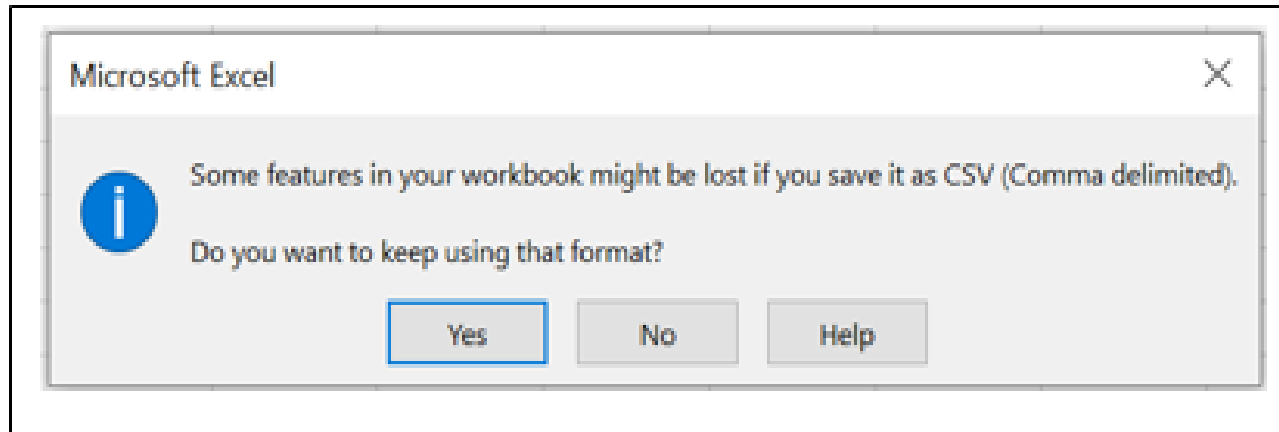 Microsoft Excel
Some features in your workbook might be lost if you save it as CSV (Comma delimited).
Do you want to keep using that format?
Yes No Help